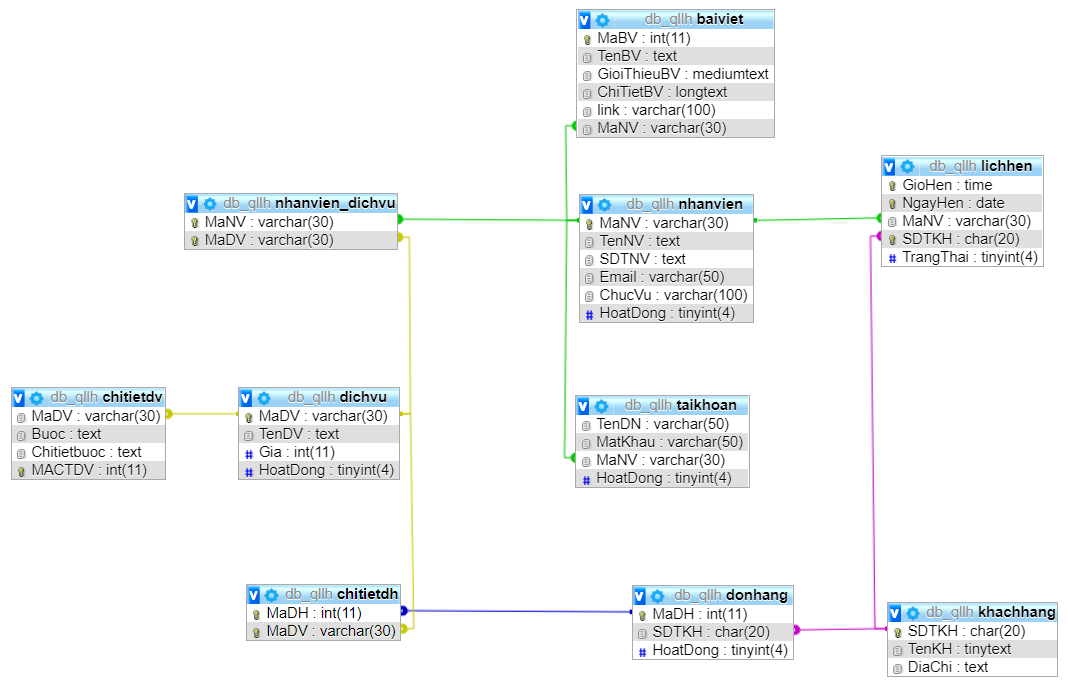 db_qllh baiviet
MaBV : int(11)
TenBV : text
GioiThieuBV : mediumtext
ChiTietBV : longtext
link : varchar(100)
MaNV : varchar(30)
db_qllh lichhen
GioHen : time
NgayHen : date
MaNV : varchar(30)
SDTKH : char(20)
TrangThai : tinyint(4)
db_qllh nhanvien_dichvu
MaNV : varchar(30)
MaDV : varchar(30)
db_qllh nhanvien
MaNV : varchar(30)
TenNV : text
SDTNV : text
Email : varchar(50)
ChucVu : varchar(100)
HoatDong : tinyint(4)
db_qllh chitietdv
MaDV : varchar(30)
Buoc : text
Chitietbuoc : text
MACTDV : int(11)
db_qllh dichvu
MaDV : varchar(30)
TenDV : text
Gia : int(11)
HoatDong : tinyint(4)
db_qllh taikhoan
TenDN : varchar(50)
MatKhau : varchar(50)
MaNV : varchar(30)
HoatDong : tinyint(4)
db_qllh chitietdh
MaDH : int(11)
MaDV : varchar(30)
db_qllh donhang
MaDH : int(11)
SDTKH : char(20)
HoatDong : tinyint(4)
db_qllh khachhang
SDTKH : char(20)
TenKH : tinytext
DiaChi : text